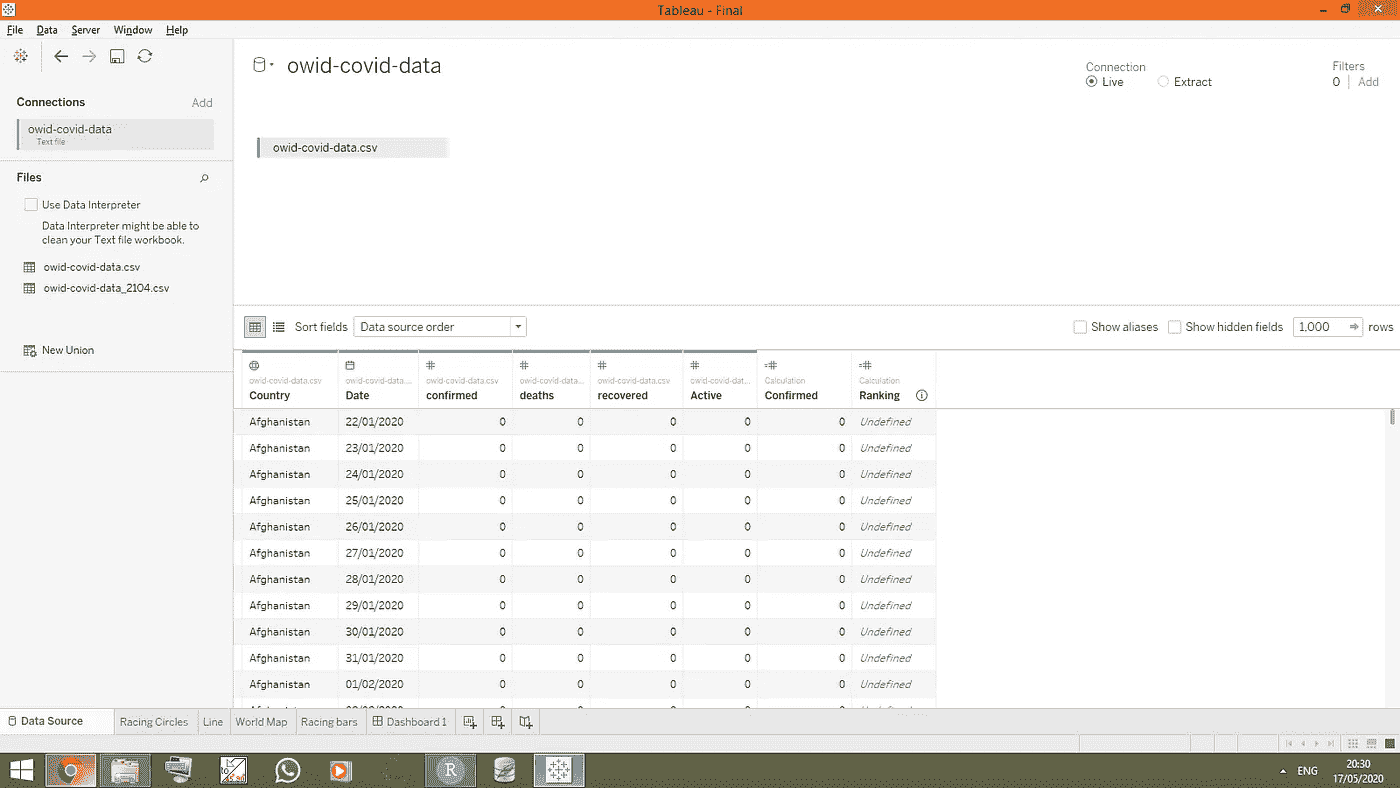 Tableau - Final
File Data Server Window Help
Connections Add
owid-covid-data
Text file
Files
Use Data Interpreter
Data Interpreter might be able to
clean your Text file workbook.
owid-covid-data.csv
owid-covid-data_2104.csv
New Union
owid-covid-data
Connection
Live Extract
Filters
0 Add
owid-covid-data.csv
Sort fields Data source order
Show aliases Show hidden fields 1.000 rows
owid-covid-data.csv owid-covid-data... owid-covid-data.csv owid-covid-data... owid-covid-data.csv owid-covid-dat... Calculation Calculation
Country Date confirmed deaths recovered Active Confirmed Ranking
Afghanistan 22/01/2020 0 0 0 0 0 Undefined
Afghanistan 23/01/2020 0 0 0 0 0 Undefined
Afghanistan 24/01/2020 0 0 0 0 0 Undefined
Afghanistan 25/01/2020 0 0 0 0 0 Undefined
Afghanistan 26/01/2020 0 0 0 0 0 Undefined
Afghanistan 27/01/2020 0 0 0 0 0 Undefined
Afghanistan 28/01/2020 0 0 0 0 0 Undefined
Afghanistan 29/01/2020 0 0 0 0 0 Undefined
Afghanistan 30/01/2020 0 0 0 0 0 Undefined
Afghanistan 31/01/2020 0 0 0 0 0 Undefined
Afghanistan 01/02/2020 0 0 0 0 0 Undefined
Data Source Racing Circles Line World Map Racing bars Dashboard 1
R
ENG
20:30
17/05/2020